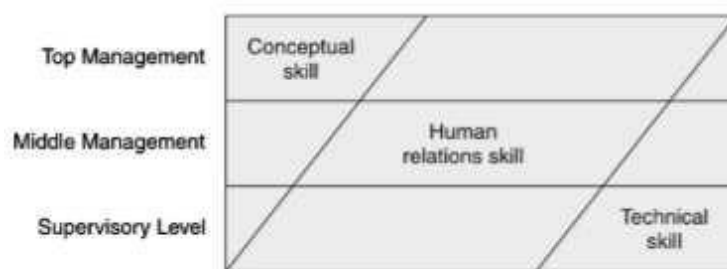 Top Management
Conceptual
skill
Middle Management
Human
relations skill
Supervisory Level
Technical
skill